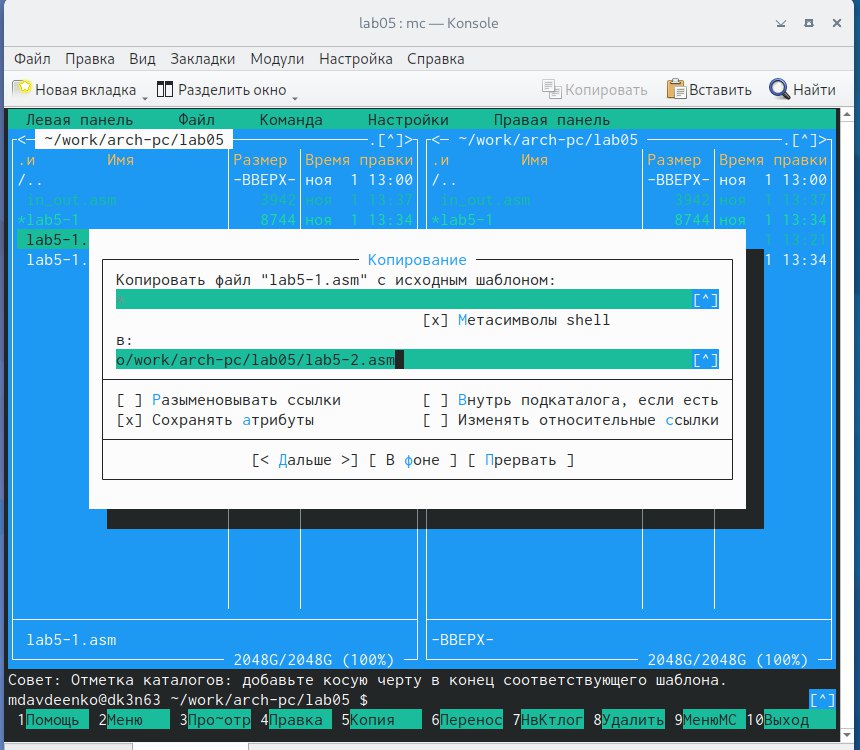 lab05 : mc — Konsole
Файл Правка Вид Закладки Модули Настройка Справка
Новая вкладка Разделить окно Копировать Вставить Найти
Левая панель Файл Команда Настройки Правая панель
<— ~/work/arch-pc/lab05 .[^]> <— ~/work/arch-pc/lab05 .[^]>
.и Имя Размер Время правки .и Имя Размер Время правки
/.. -ВВЕРХ- ноя 1 13:00 /.. -ВВЕРХ- ноя 1 13:00
in_out.asm 3942 ноя 1 13:37 in_out.asm 3942 ноя 1 13:37
*lab5-1 8744 ноя 1 13:34 *lab5-1 8744 ноя 1 13:34
lab5-1. 1 13:21
lab5-1. 1 13:34
Копирование
Копировать файл "lab5-1.asm" с исходным шаблоном:
* [^]
[x] Метасимволы shell
в:
o/work/arch-pc/lab05/lab5-2.asm [^]
[ ] Разыменовывать ссылки [ ] Внутрь подкаталога, если есть
[x] Сохранять атрибуты [ ] Изменять относительные ссылки
[< Дальше >] [ В фоне ] [ Прервать ]
lab5-1.asm -ВВЕРХ-
2048G/2048G (100%) 2048G/2048G (100%)
Совет: Отметка каталогов: добавьте косую черту в конец соответствующего шаблона.
mdavdeenko@dk3n63 ~/work/arch-pc/lab05 $ [^]
1Помощь 2Меню 3Про~отр 4Правка 5Копия 6Перенос 7НвКтлог 8Удалить 9МенюМС 10Выход